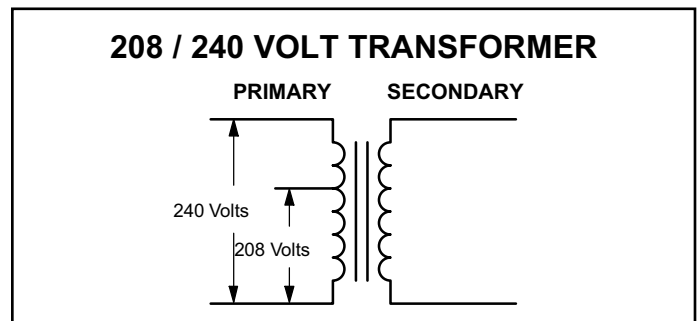 208 / 240 VOLT TRANSFORMER
PRIMARY SECONDARY
240 Volts
208 Volts